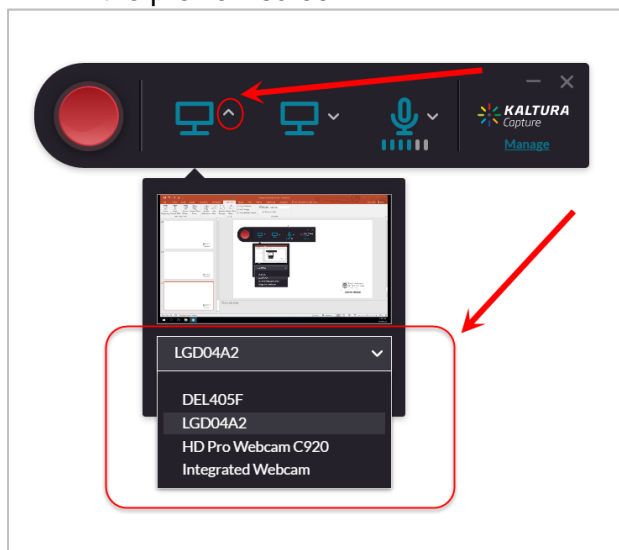 KALTURA
Capture
Manage
LGD04A2
DEL405F
LGD04A2
HD Pro Webcam C920
Integrated Webcam